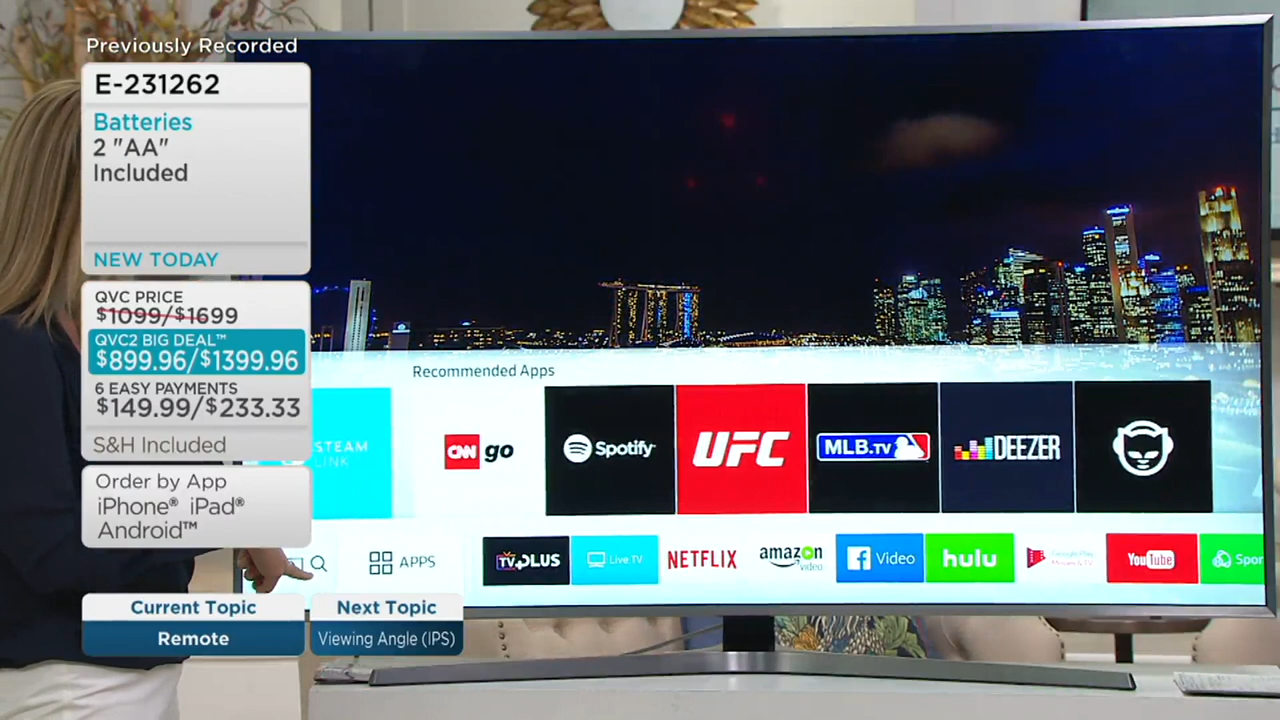 Previously Recorded
E-231262
Batteries
2 "AA"
Included
NEW TODAY
QVC PRICE
$1099/$1699
QVC2 BIG DEAL™
$899.96/$1399.96
6 EASY PAYMENTS
$149.99/$233.33
S&H Included
Order by App
iPhone® iPad®
Android™
Current Topic
Remote
Next Topic
Viewing Angle (IPS)
Recommended Apps
STEAM
LINK
CNN go
Spotify
UFC
MLB.TV
DEEZER
APPS
TV PLUS
Live TV
NETFLIX
amazon
video
Video
hulu
YouTube